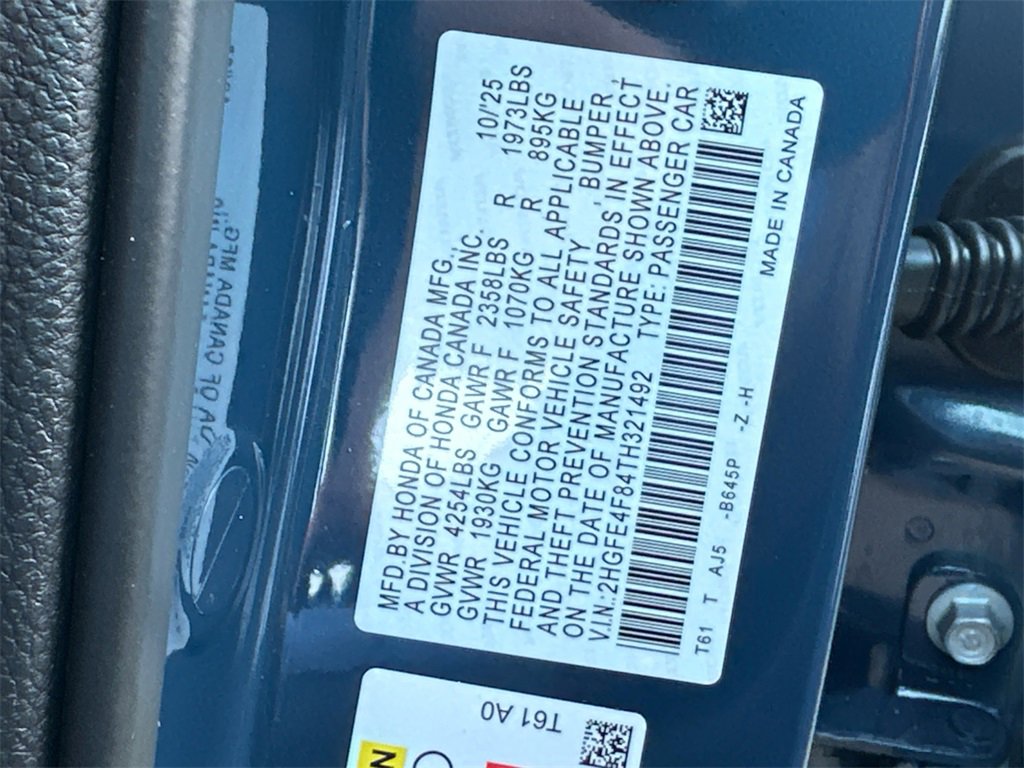 MFD.BY HONDA OF CANADA MFG., 10/'25
A DIVISION OF HONDA CANADA INC.
GVWR 4254LBS GAWR F 2358LBS R 1973LBS
GVWR 1930KG GAWR F 1070KG R 895KG
THIS VEHICLE CONFORMS TO ALL APPLICABLE
FEDERAL MOTOR VEHICLE SAFETY, BUMPER,
AND THEFT PREVENTION STANDARDS IN EFFECT
ON THE DATE OF MANUFACTURE SHOWN ABOVE.
V.I.N:2HGFE4F84TH321492 TYPE: PASSENGER CAR
T61 T AJ5 -B645P -Z -H MADE IN CANADA
T61 A0